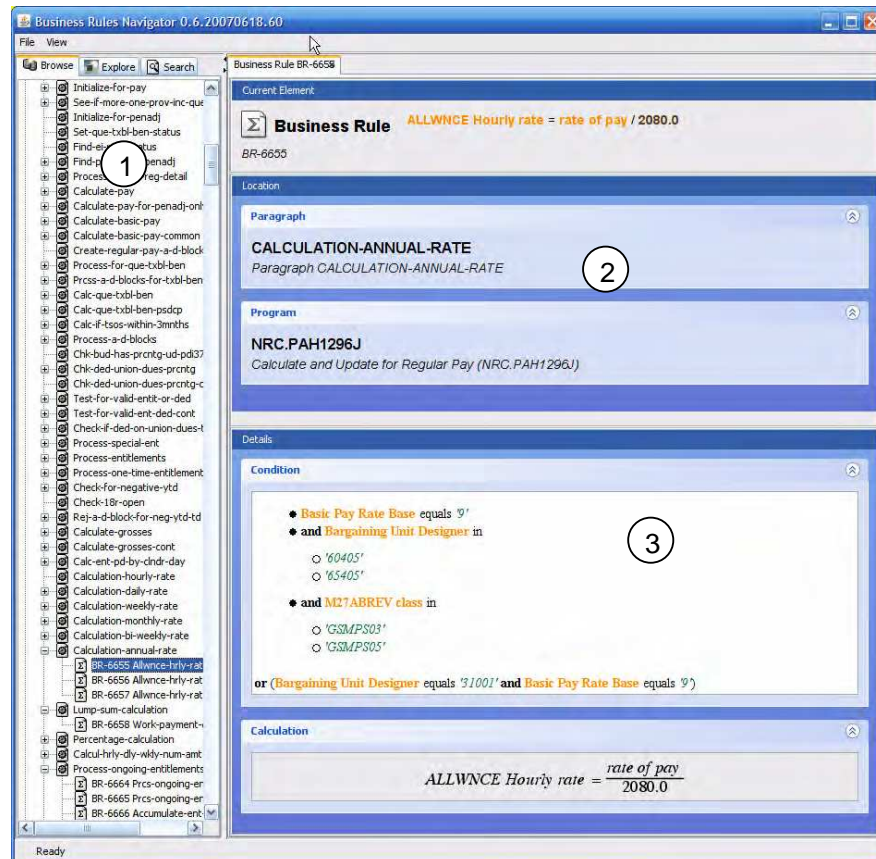 Business Rules Navigator 0.6.20070618.60
File View
Browse Explore Search
Initialize-for-pay
See-if-more-one-prov-inc-que
Initialize-for-penadj
Set-que-txbl-ben-status
1
Calculate-pay
Calculate-pay-for-penadj-onl
Calculate-basic-pay
Calculate-basic-pay-common
Create-regular-pay-a-d-block
Process-for-que-txbl-ben
Prcss-a-d-blocks-for-txbl-ben
Calc-que-txbl-ben
Calc-que-txbl-ben-psdcp
Calc-if-tsos-within-3mnths
Process-a-d-blocks
Chk-bud-has-prcntg-ud-pdi37
Chk-ded-union-dues-prcntg
Chk-ded-union-dues-prcntg-c
Test-for-valid-entit-or-ded
Test-for-valid-ent-ded-cont
Check-if-ded-on-union-dues-t
Process-special-ent
Process-entitlements
Process-one-time-entitlement
Check-for-negative-ytd
Check-18r-open
Rej-a-d-block-for-neg-ytd-td
Calculate-grosses
Calculate-grosses-cont
Calc-ent-pd-by-clndr-day
Calculation-hourly-rate
Calculation-daily-rate
Calculation-weekly-rate
Calculation-monthly-rate
Calculation-bi-weekly-rate
Calculation-annual-rate
BR-6655 Allwnce-hrly-rat
BR-6656 Allwnce-hrly-rat
BR-6657 Allwnce-hrly-rat
Lump-sum-calculation
BR-6658 Work-payment-
Percentage-calculation
Calcul-hrly-dly-wkly-num-amt
Process-ongoing-entitlements
BR-6664 Prcs-ongoing-er
BR-6665 Prcs-ongoing-er
BR-6666 Accumulate-ent-
Ready
Business Rule
Current Element
Business Rule ALLWNCE Hourly rate = rate of pay / 2080.0
BR-6655
Location
Paragraph
CALCULATION-ANNUAL-RATE
Paragraph CALCULATION-ANNUAL-RATE
2
Program
NRC.PAH1296J
Calculate and Update for Regular Pay (NRC.PAH1296J)
Details
Condition
Basic Pay Rate Base equals '9'
and Bargaining Unit Designer in
'60405'
'65405'
3
and M27ABREV class in
'GSMPS03'
'GSMPS05'
or (Bargaining Unit Designer equals '31001' and Basic Pay Rate Base equals '9')
Calculation
ALLWNCE Hourly rate = rate of pay
2080.0